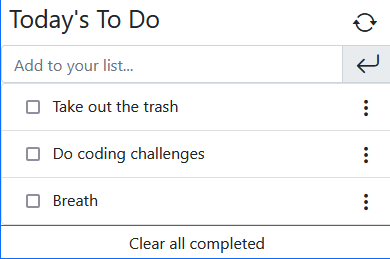 Today's To Do
Add to your list...
Take out the trash
Do coding challenges
Breath
Clear all completed